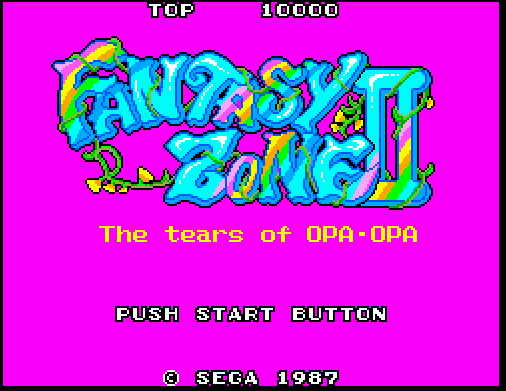 TOP 10000
FANTASY
ZONE II
The tears of OPA-OPA
PUSH START BUTTON
© SEGA 1987